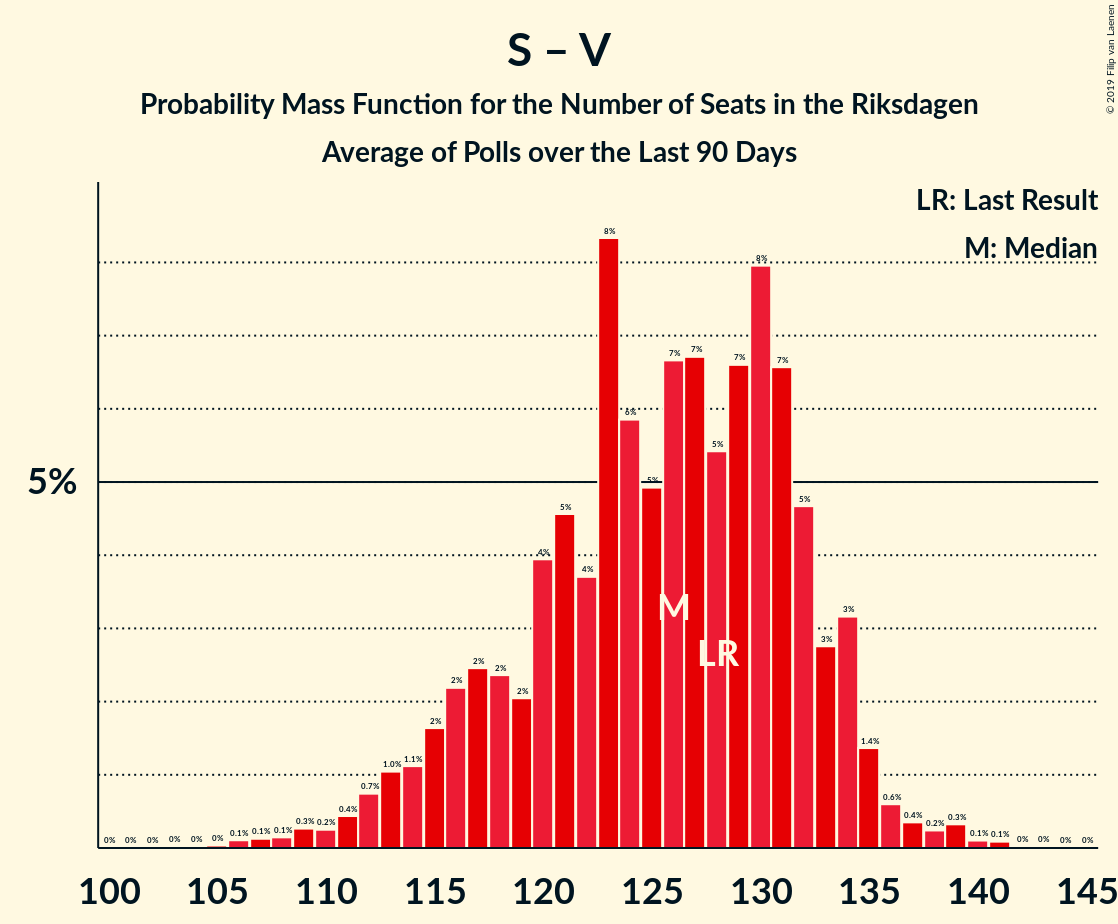 S – V
Probability Mass Function for the Number of Seats in the Riksdagen
Average of Polls over the Last 90 Days
© 2019 Filip van Laenen
LR: Last Result
M: Median
5%
0% 0% 0% 0% 0% 0% 0.1% 0.1% 0.1% 0.3% 0.2% 0.4% 0.7% 1.0% 1.1% 2% 2% 2% 2% 2% 4% 5% 4% 8% 6% 5% 7% 7% 5% 7% 8% 7% 5% 3% 3% 1.4% 0.6% 0.4% 0.2% 0.3% 0.1% 0.1% 0% 0% 0% 0%
M
LR
100 105 110 115 120 125 130 135 140 145